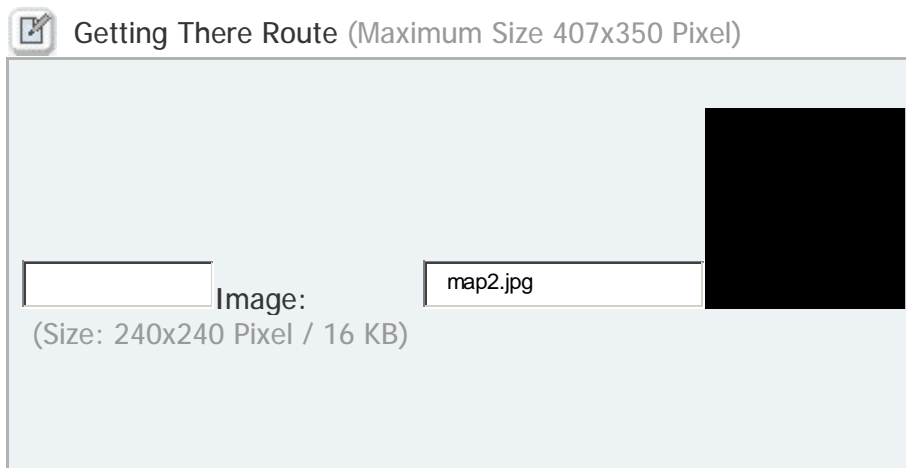 Getting There Route (Maximum Size 407x350 Pixel)
Image: map2.jpg
(Size: 240x240 Pixel / 16 KB)